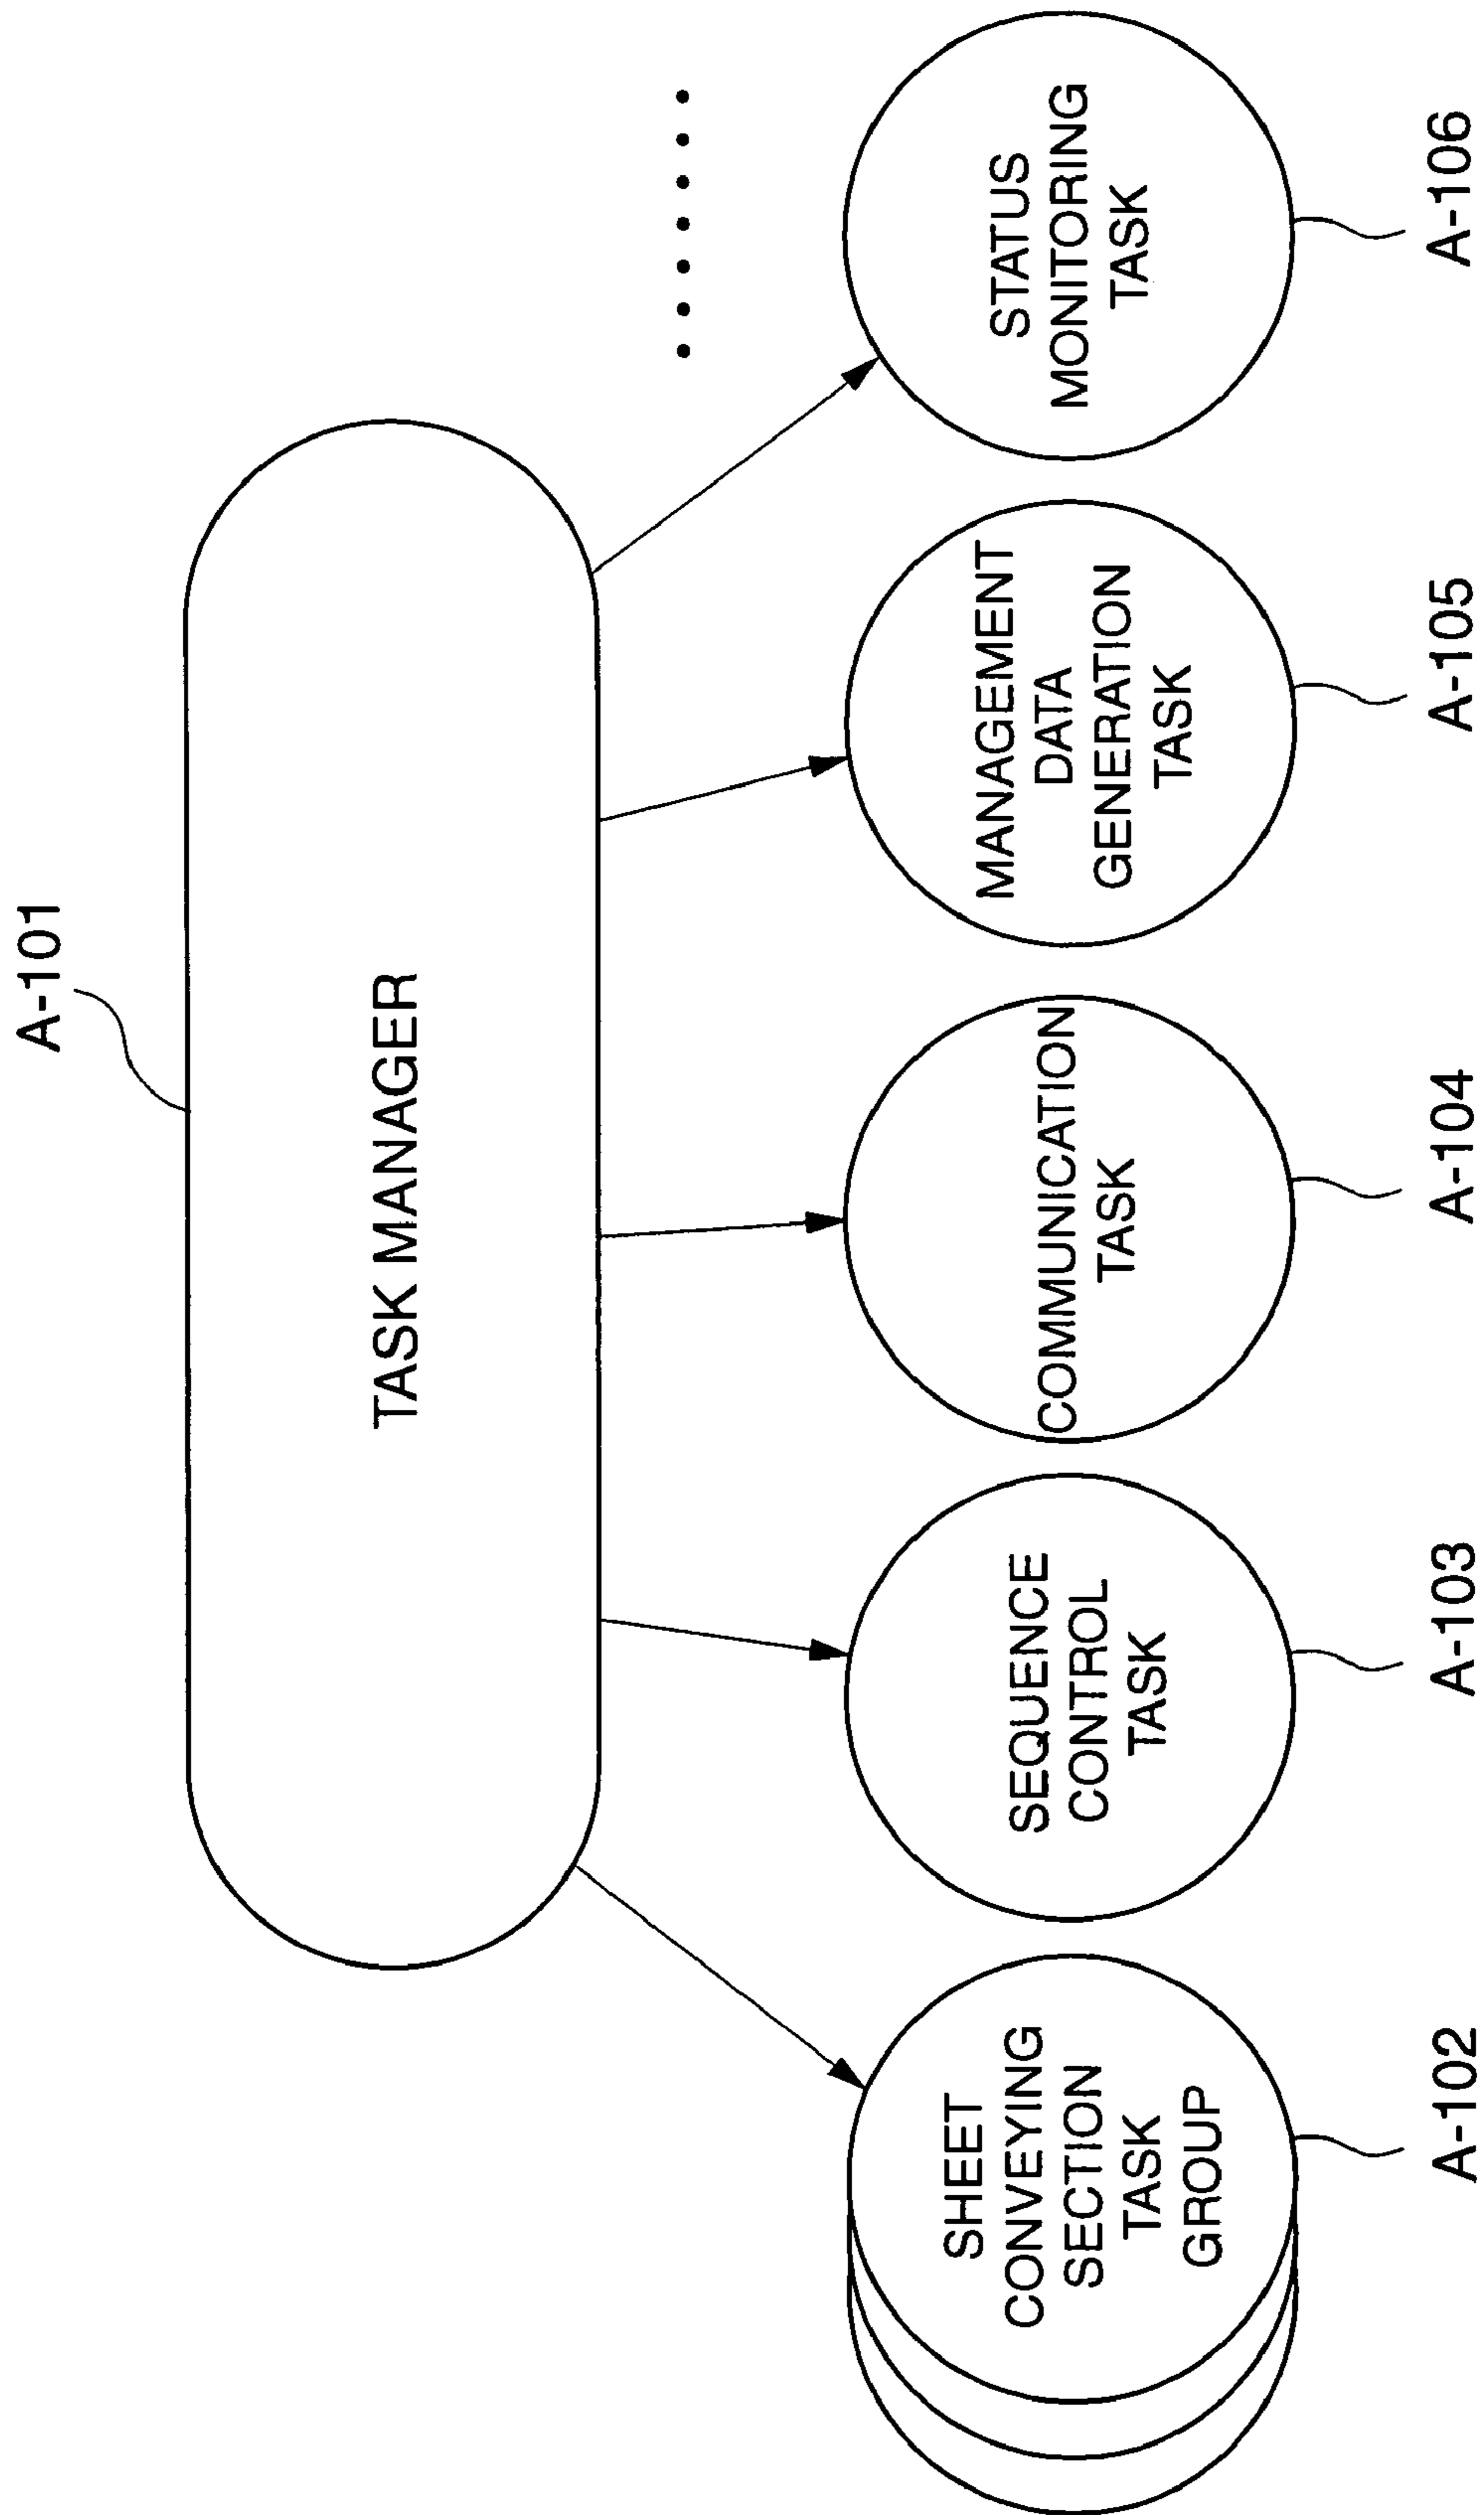 A-101
TASK MANAGER
.......
SHEET
CONVEYING
SECTION
TASK
GROUP
SEQUENCE
CONTROL
TASK
COMMUNICATION
TASK
MANAGEMENT
DATA
GENERATION
TASK
STATUS
MONITORING
TASK
A-102
A-103
A-104
A-105
A-106